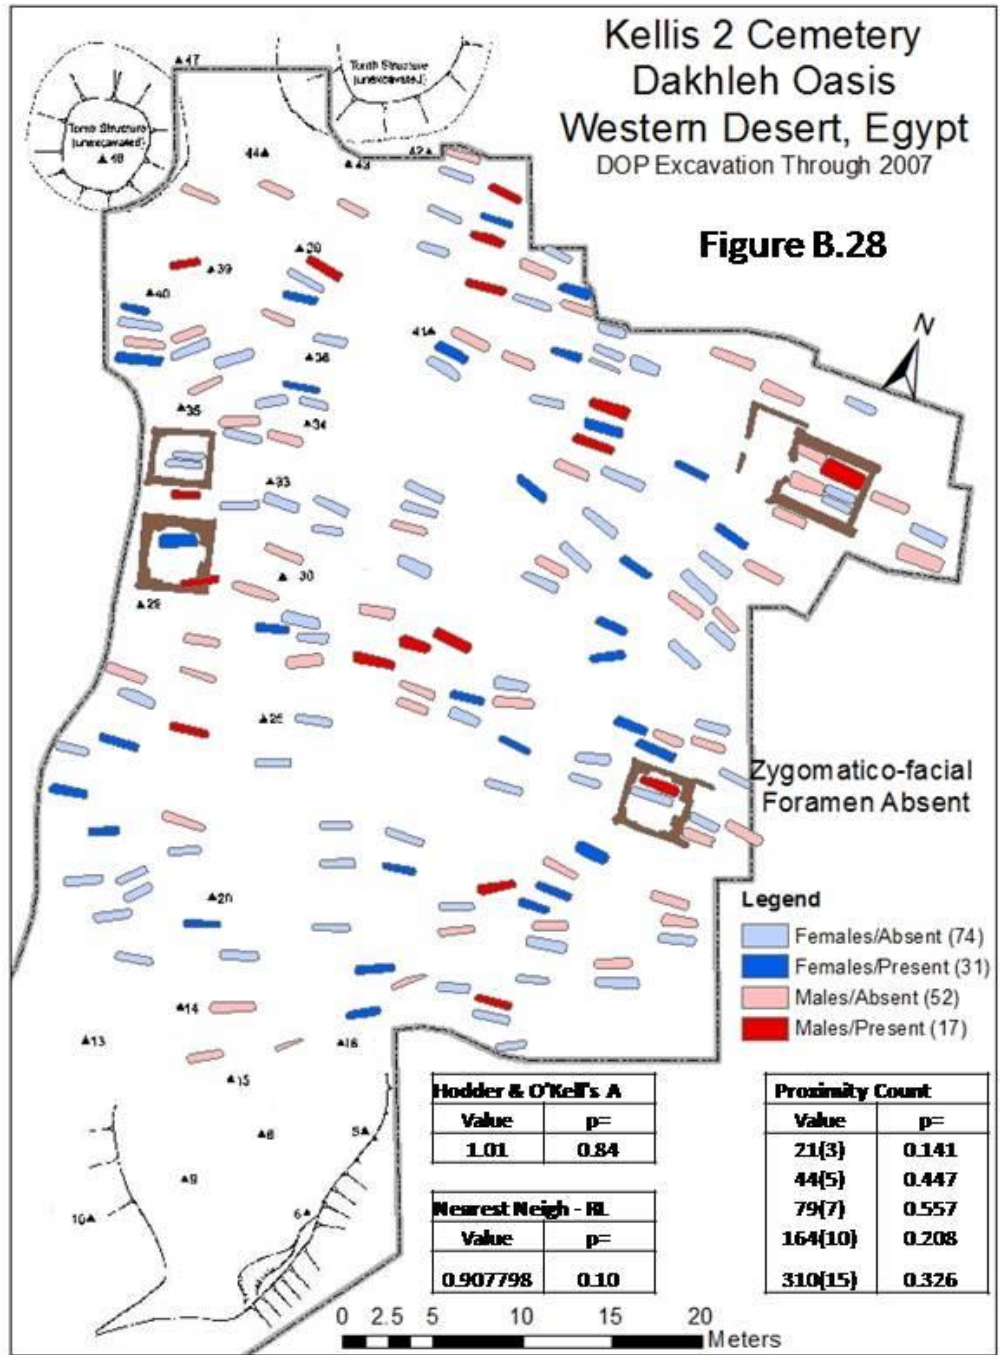 Kellis 2 Cemetery
Dakhleh Oasis
Western Desert, Egypt
DOP Excavation Through 2007
Figure B.28
N
Tomb Structure
(unexcavated)
Tomb Structure
(unexcavated)
47
48
44
43
42
39
40
41
36
35
34
33
30
29
25
20
14
13
16
15
8
5
9
10
6
Zygomatico-facial
Foramen Absent
Legend
Females/Absent (74)
Females/Present (31)
Males/Absent (52)
Males/Present (17)
Hodder & O'Kell's A
Value p=
1.01 0.84
Nearest Neigh - RL
Value p=
0.907798 0.10
Proximity Count
Value p=
21(3) 0.141
44(5) 0.447
79(7) 0.557
164(10) 0.208
310(15) 0.326
0 2.5 5 10 15 20
Meters